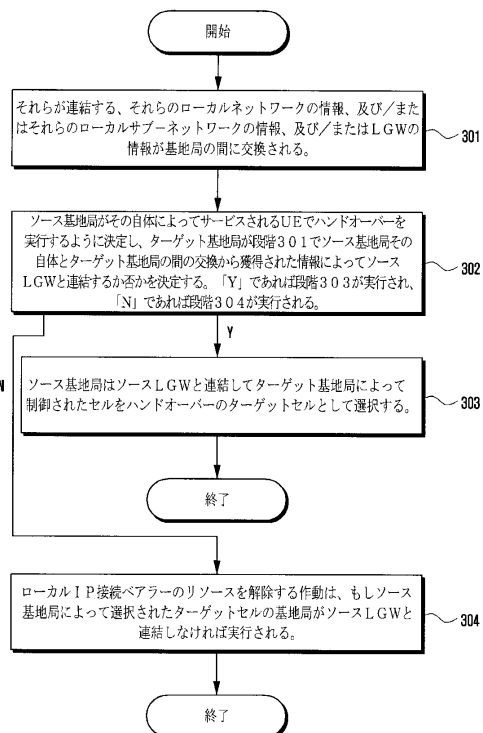 開始
それらが連結する、それらのローカルネットワークの情報、及び／また
はそれらのローカルサブ－ネットワークの情報、及び／またはLGWの
情報が基地局の間に交換される。
301
ソース基地局がその自体によってサービスされるUEでハンドオーバーを
実行するように決定し、ターゲット基地局が段階301でソース基地局その
自体とターゲット基地局の間の交換から獲得された情報によってソース
LGWと連結するか否かを決定する。「Y」であれば段階303が実行され、
「N」であれば段階304が実行される。
302
Y
N
ソース基地局はソースLGWと連結してターゲット基地局によって
制御されたセルをハンドオーバーのターゲットセルとして選択する。
303
終了
ローカルIP接続ベアラーのリソースを解除する作動は、もしソース
基地局によって選択されたターゲットセルの基地局がソースLGWと
連結しなければ実行される。
304
終了